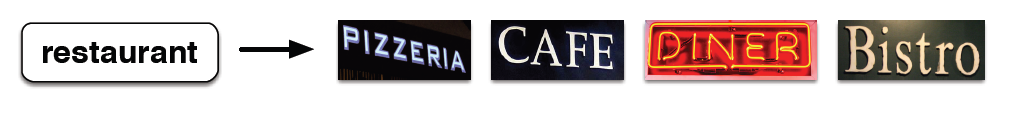 restaurant
PIZZERIA
CAFE
DINER
Bistro